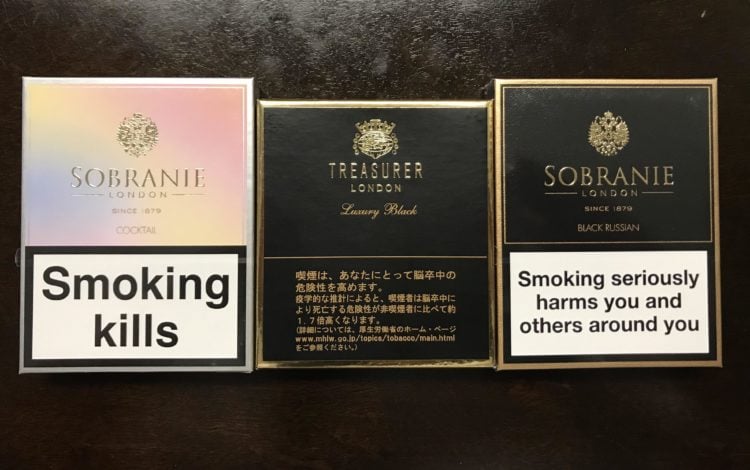 SOBRANIE
LONDON
SINCE 1879
COCKTAIL
Smoking
kills
TREASURER
LONDON
Luxury Black
喫煙は、あなたにとって脳卒中の
危険性を高めます。
疫学的な推計によると、喫煙者は脳卒中に
より死亡する危険性が非喫煙者に比べて約
1.7倍高くなります。
(詳細については、厚生労働省のホーム・ページ
www.mhlw.go.jp/topics/tobacco/main.html
をご参照ください。)
SOBRANIE
LONDON
SINCE 1879
BLACK RUSSIAN
Smoking seriously
harms you and
others around you